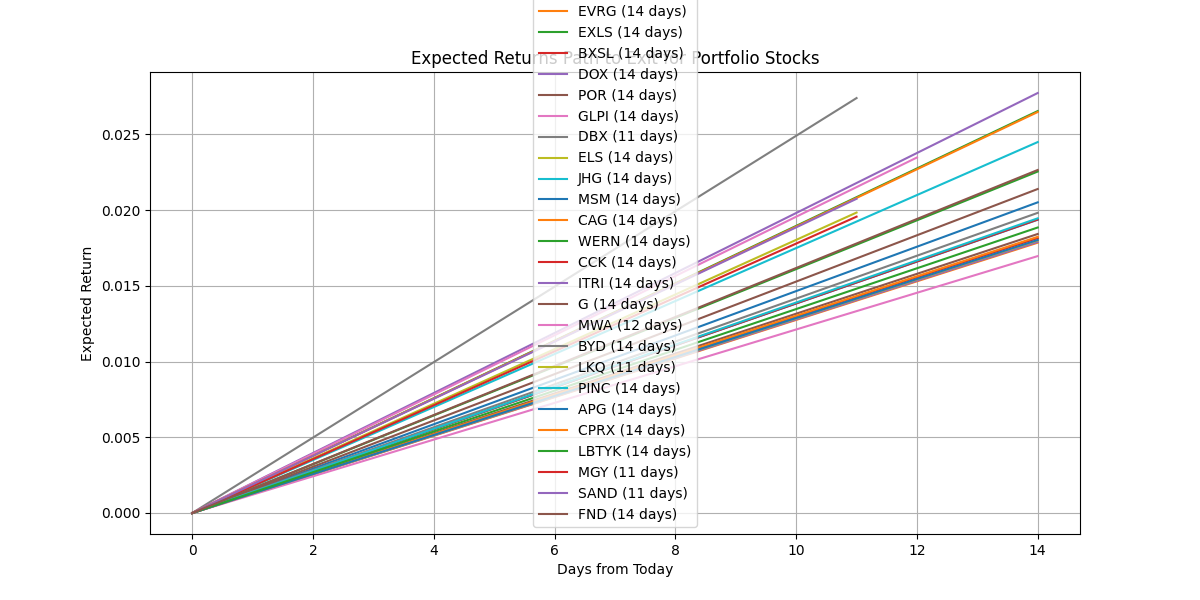 EVRG (14 days)
EXLS (14 days)
BXSL (14 days)
Expected Returns Path to Exit for Portfolio Stocks
DOX (14 days)
POR (14 days)
GLPI (14 days)
DBX (11 days)
ELS (14 days)
JHG (14 days)
MSM (14 days)
CAG (14 days)
WERN (14 days)
CCK (14 days)
ITRI (14 days)
G (14 days)
MWA (12 days)
BYD (14 days)
LKQ (11 days)
PINC (14 days)
APG (14 days)
CPRX (14 days)
LBTYK (14 days)
MGY (11 days)
SAND (11 days)
FND (14 days)
Expected Return
0.025
0.020
0.015
0.010
0.005
0.000
0 2 4 6 8 10 12 14
Days from Today